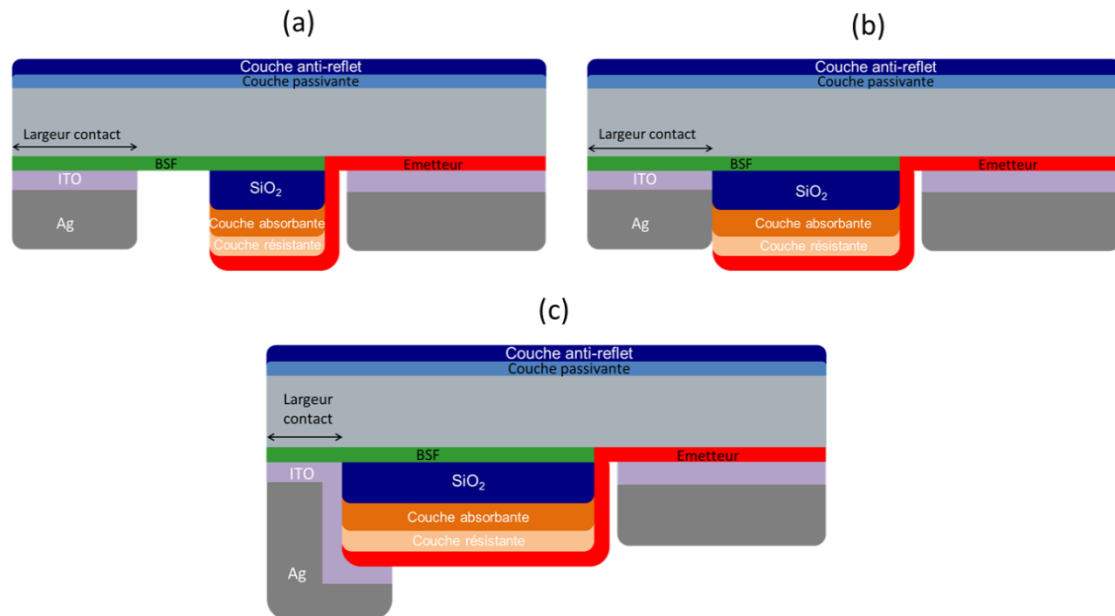 (a)
Couche anti-reflet
Couche passivante
Largeur contact
BSF
Emetteur
ITO
SiO₂
Ag
Couche absorbante
Couche résistante
(b)
Couche anti-reflet
Couche passivante
Largeur contact
BSF
Emetteur
ITO
SiO₂
Ag
Couche absorbante
Couche résistante
(c)
Couche anti-reflet
Couche passivante
Largeur
contact
BSF
Emetteur
ITO
SiO₂
Couche absorbante
Couche résistante
Ag